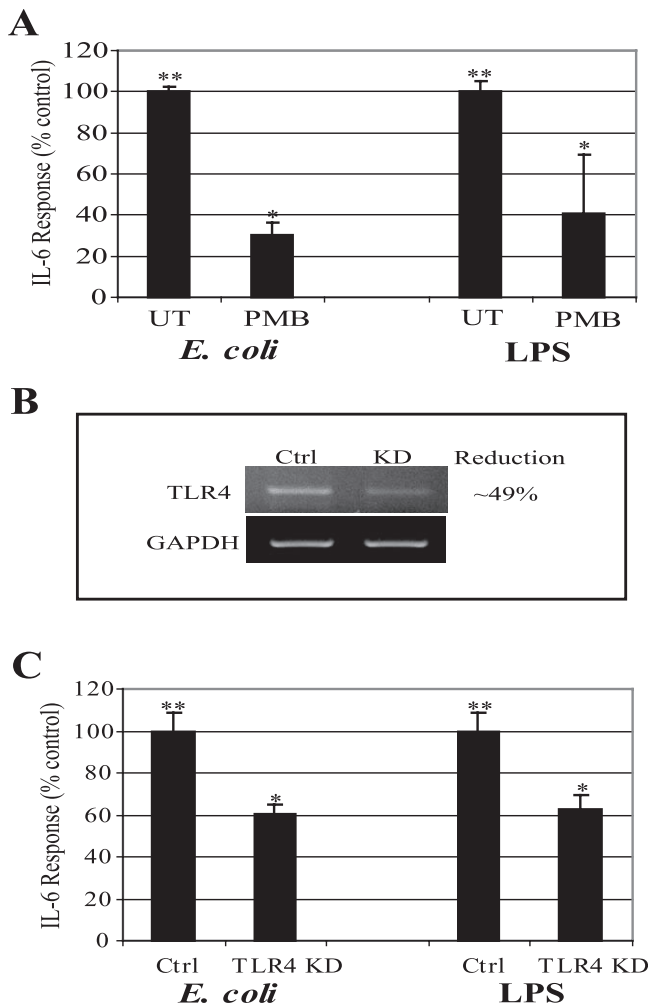 A
IL-6 Response (% control)
120
100
80
60
40
20
0
** * ** *
UT PMB UT PMB
E. coli LPS
B
Ctrl KD Reduction
TLR4 ~49%
GAPDH
C
IL-6 Response (% control)
120
100
80
60
40
20
0
** * ** *
Ctrl TLR4 KD Ctrl TLR4 KD
E. coli LPS